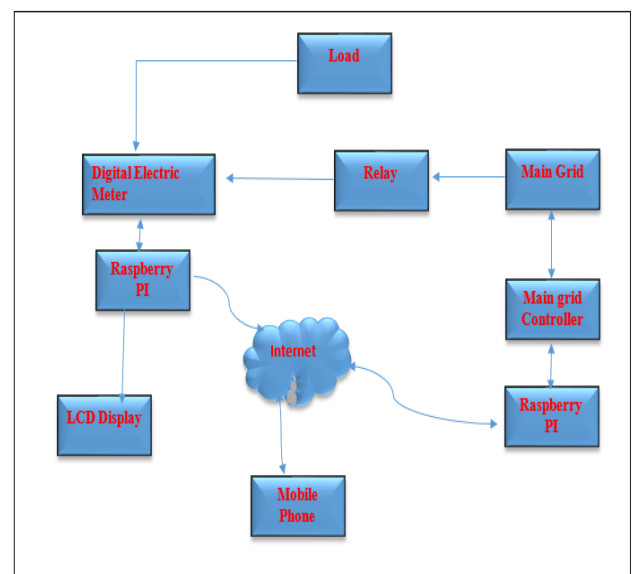 Load
Digital Electric
Meter
Relay
Main Grid
Raspberry
PI
Main grid
Controller
Internet
LCD Display
Raspberry
PI
Mobile
Phone